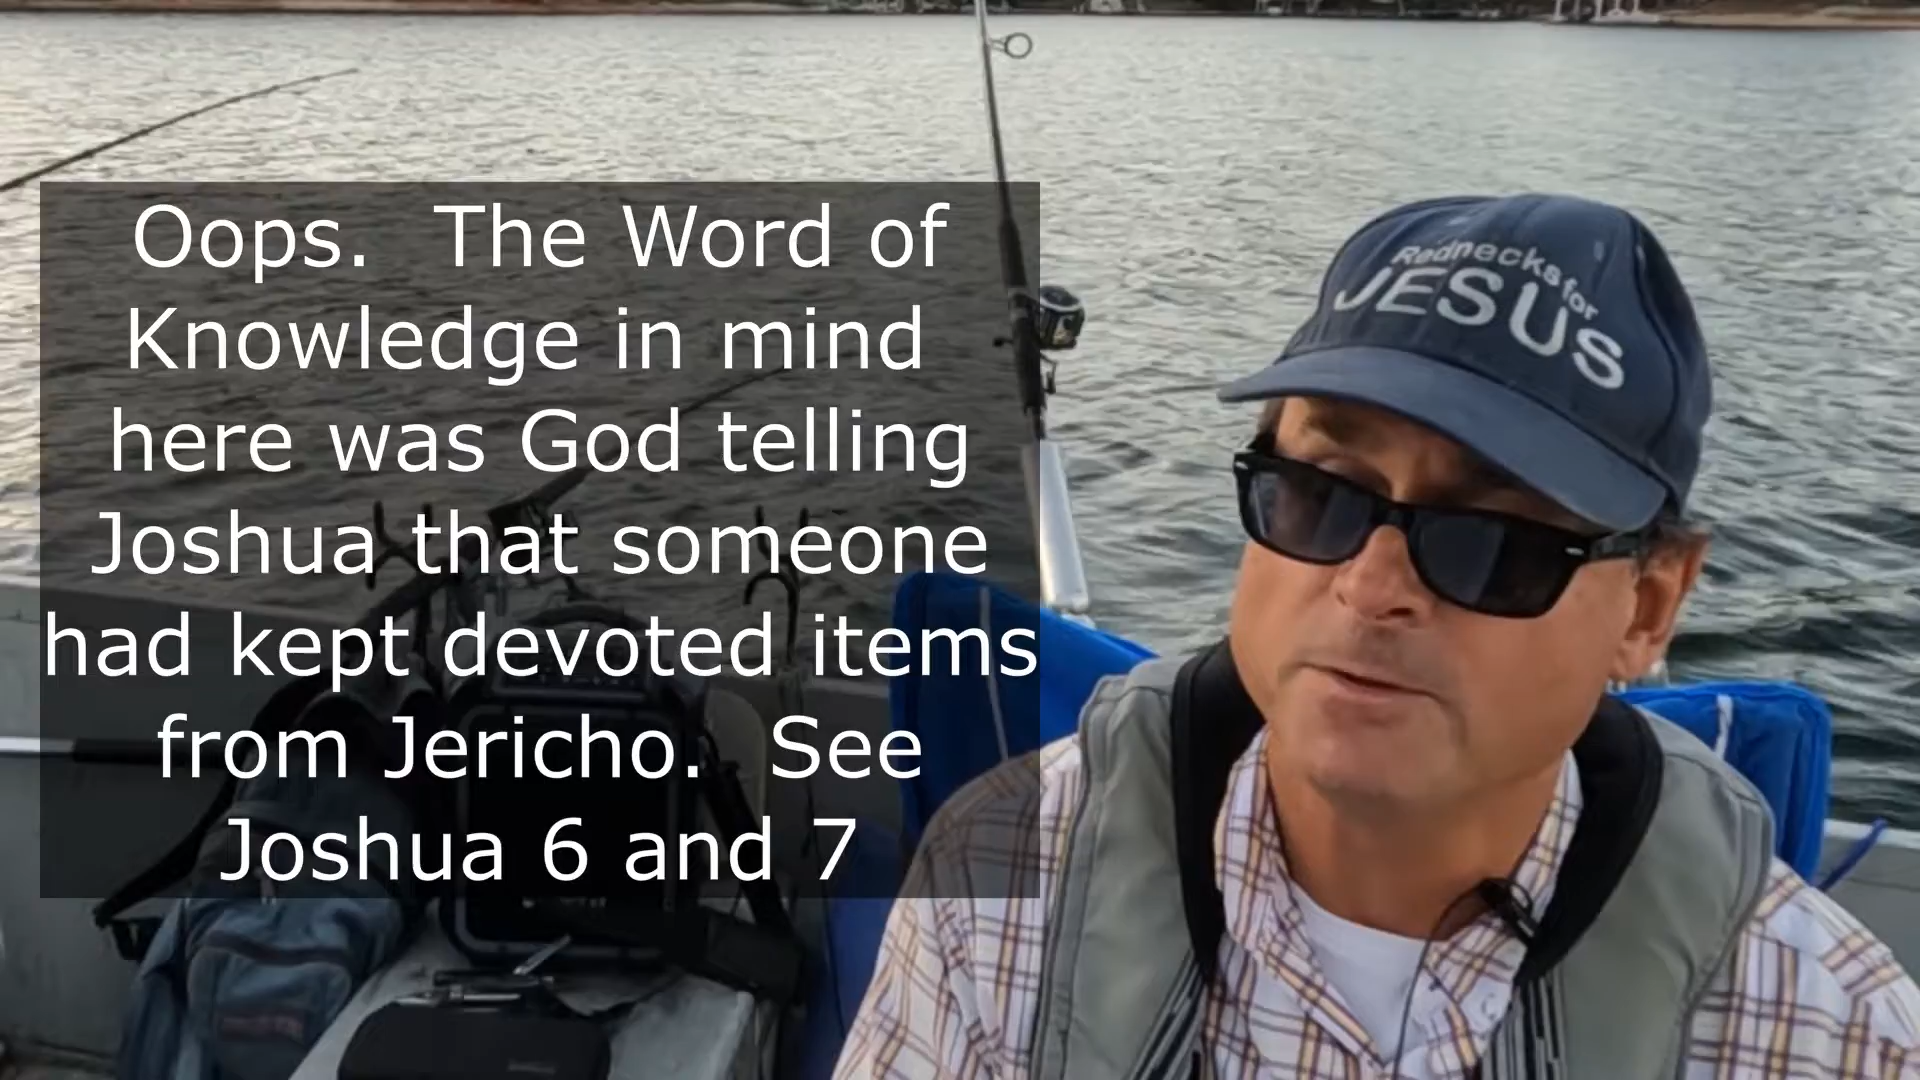 Oops.  The Word of
Knowledge in mind
here was God telling
Joshua that someone
had kept devoted items
from Jericho.  See
Joshua 6 and 7
Rednecks for
JESUS